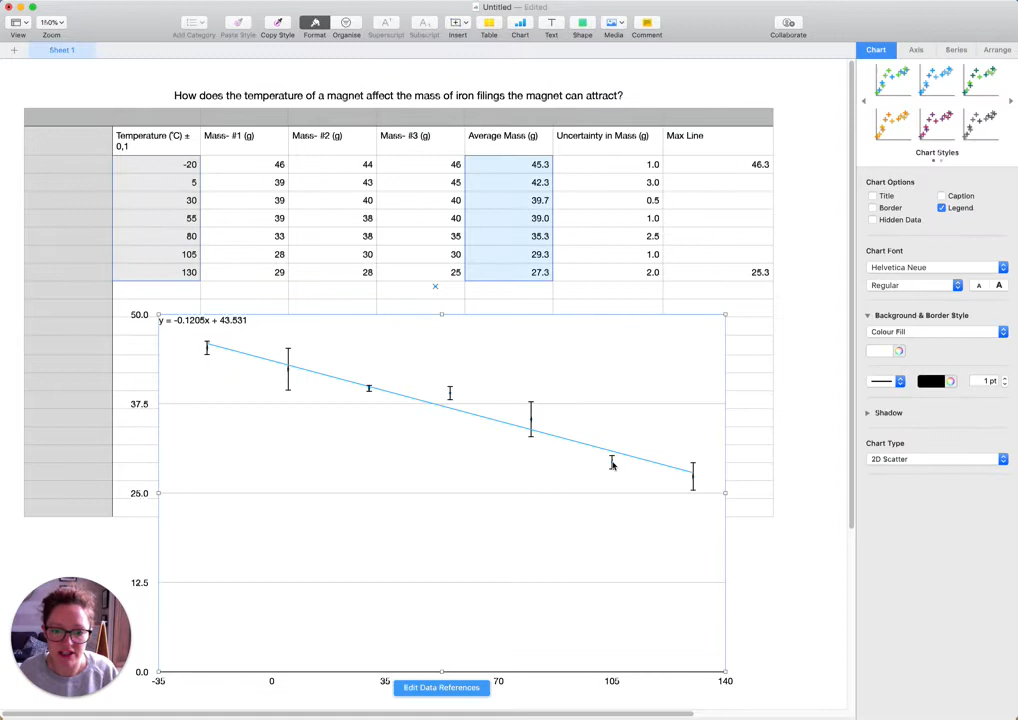 Untitled — Edited
150%
View
Zoom
Add Category
Paste Style
Copy Style
Format
Organise
Superscript
Subscript
Insert
Table
Chart
Text
Shape
Media
Comment
Collaborate
Sheet 1
How does the temperature of a magnet affect the mass of iron filings the magnet can attract?
Temperature (˚C) ± 0,1 Mass- #1 (g) Mass- #2 (g) Mass- #3 (g) Average Mass (g) Uncertainty in Mass (g) Max Line
-20 46 44 46 45.3 1.0 46.3
5 39 43 45 42.3 3.0
30 39 40 40 39.7 0.5
55 39 38 40 39.0 1.0
80 33 38 35 35.3 2.5
105 28 30 30 29.3 1.0
130 29 28 25 27.3 2.0 25.3
y = -0.1205x + 43.531
50.0
37.5
25.0
12.5
0.0
-35 0 35 70 105 140
Edit Data References
Chart Axis Series Arrange
Chart Styles
Chart Options
Title Caption
Border Legend
Hidden Data
Chart Font
Helvetica Neue
Regular A A
Background & Border Style
Colour Fill
1 pt
Shadow
Chart Type
2D Scatter